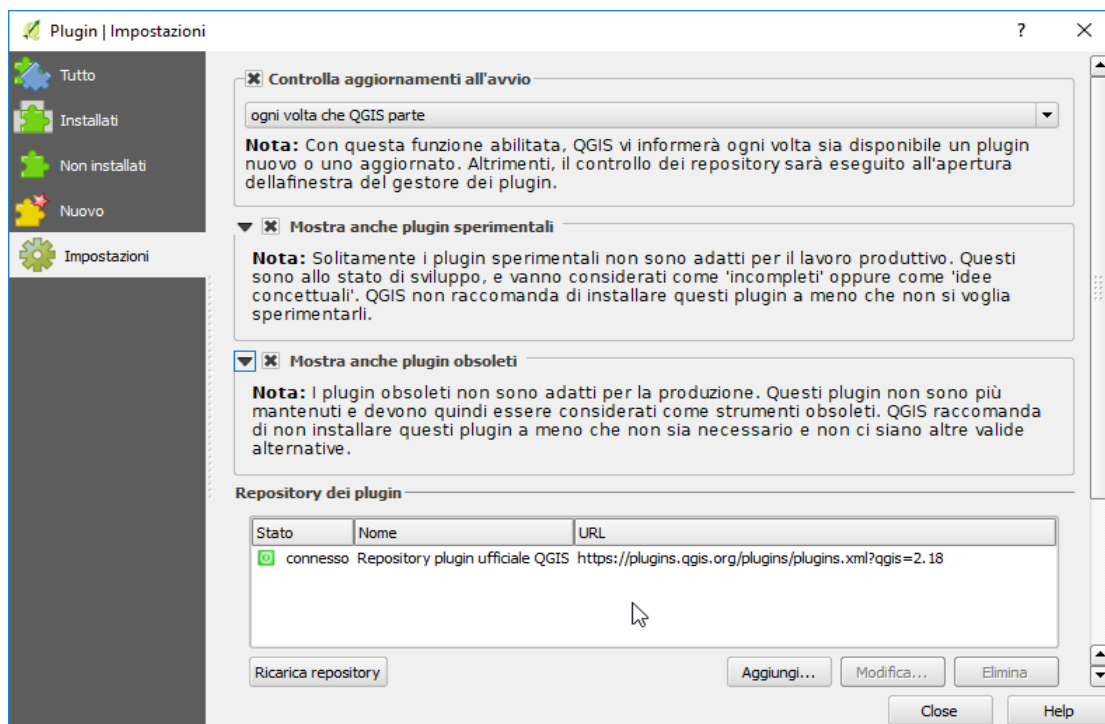 Plugin | Impostazioni
?
Tutto
Installati
Non installati
Nuovo
Impostazioni
Controlla aggiornamenti all'avvio
ogni volta che QGIS parte
Nota: Con questa funzione abilitata, QGIS vi informerà ogni volta sia disponibile un plugin
nuovo o uno aggiornato. Altrimenti, il controllo dei repository sarà eseguito all'apertura
dellafinestra del gestore dei plugin.
Mostra anche plugin sperimentali
Nota: Solitamente i plugin sperimentali non sono adatti per il lavoro produttivo. Questi
sono allo stato di sviluppo, e vanno considerati come 'incompleti' oppure come 'idee
concettuali'. QGIS non raccomanda di installare questi plugin a meno che non si voglia
sperimentarli.
Mostra anche plugin obsoleti
Nota: I plugin obsoleti non sono adatti per la produzione. Questi plugin non sono più
mantenuti e devono quindi essere considerati come strumenti obsoleti. QGIS raccomanda
di non installare questi plugin a meno che non sia necessario e non ci siano altre valide
alternative.
Repository dei plugin
Stato Nome URL
connesso Repository plugin ufficiale QGIS https://plugins.qgis.org/plugins/plugins.xml?qgis=2.18
Ricarica repository Aggiungi... Modifica... Elimina
Close Help